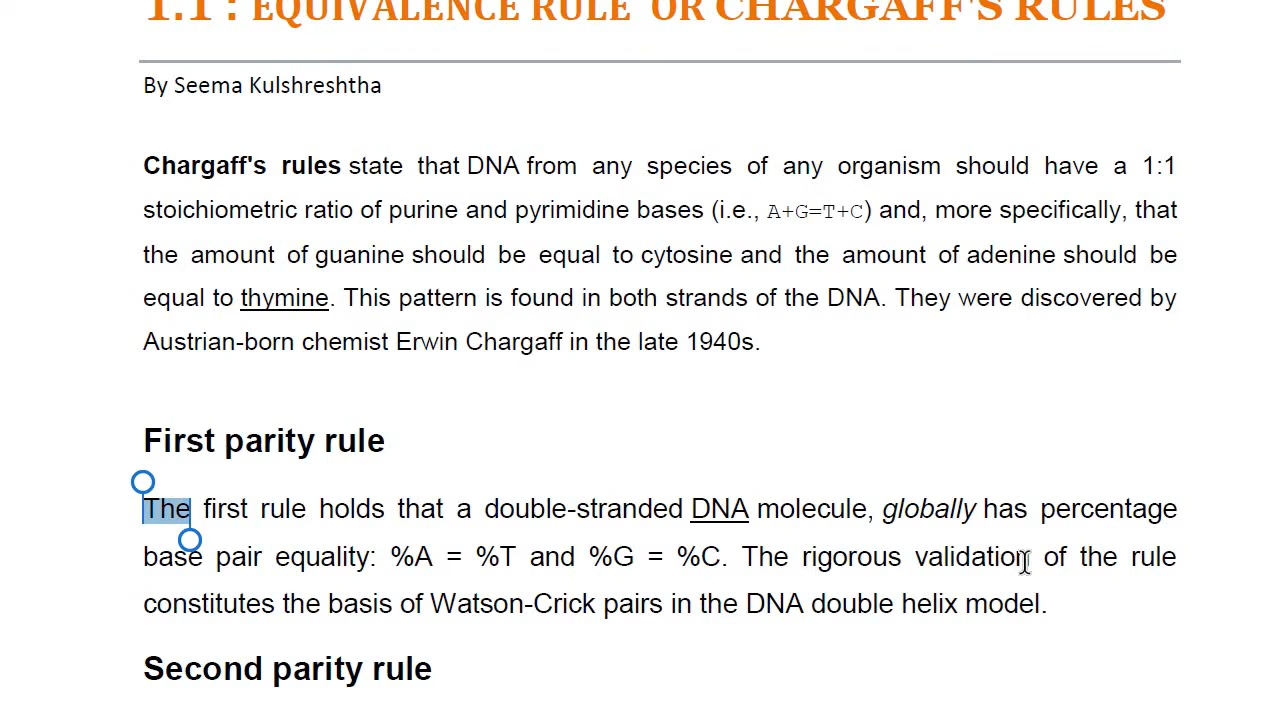 1.1 : EQUIVALENCE RULE OR CHARGAFF'S RULES
By Seema Kulshreshtha
Chargaff's rules state that DNA from any species of any organism should have a 1:1
stoichiometric ratio of purine and pyrimidine bases (i.e., A+G=T+C) and, more specifically, that
the amount of guanine should be equal to cytosine and the amount of adenine should be
equal to thymine. This pattern is found in both strands of the DNA. They were discovered by
Austrian-born chemist Erwin Chargaff in the late 1940s.
First parity rule
The first rule holds that a double-stranded DNA molecule, globally has percentage
base pair equality: %A = %T and %G = %C. The rigorous validation of the rule
constitutes the basis of Watson-Crick pairs in the DNA double helix model.
Second parity rule